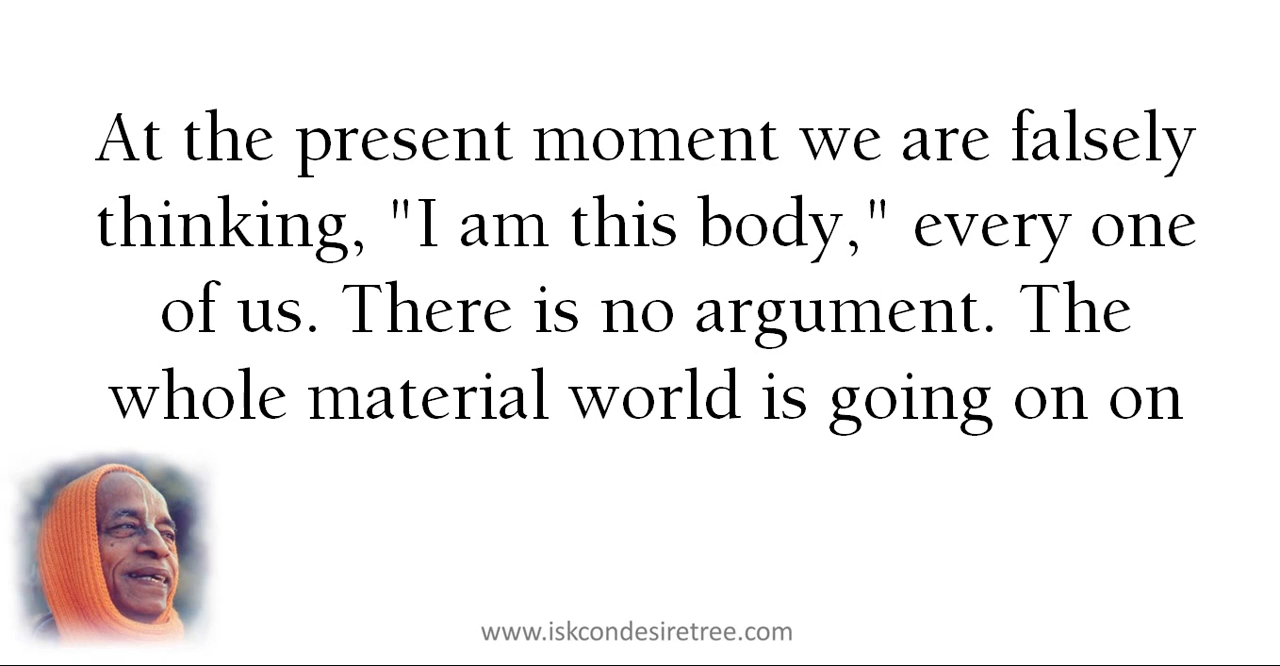 At the present moment we are falsely
thinking, "I am this body," every one
of us. There is no argument. The
whole material world is going on on
www.iskcondesiretree.com